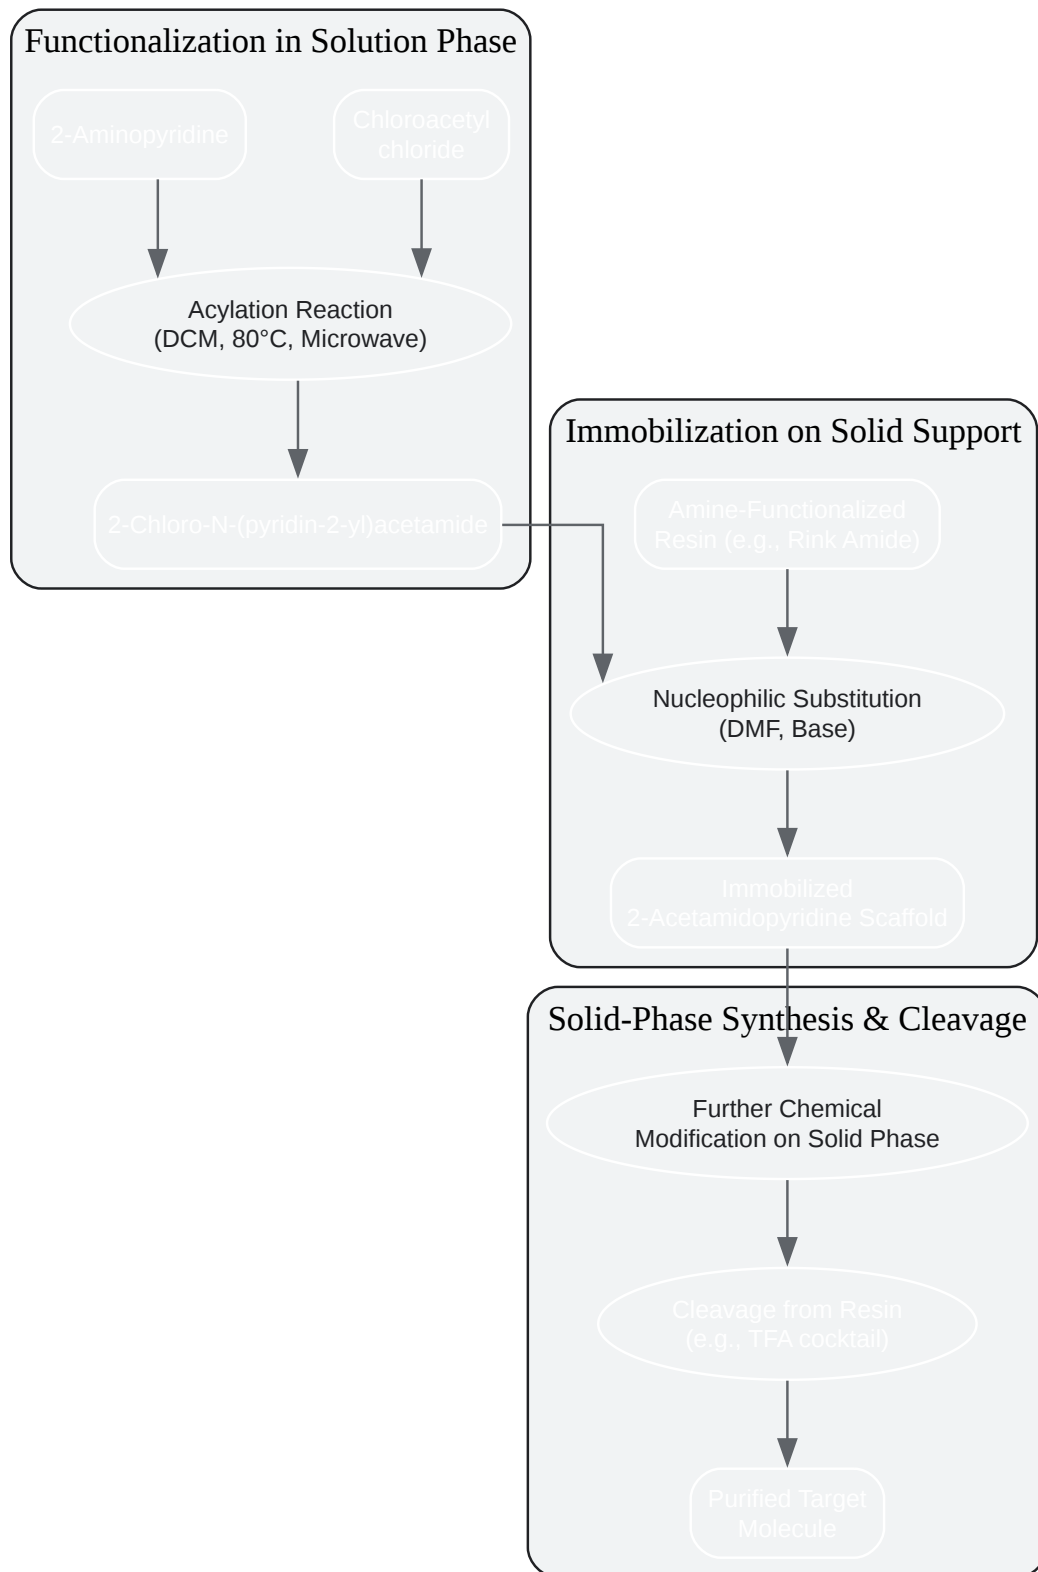 Functionalization in Solution Phase
2-Aminopyridine
Chloroacetyl
chloride
Acylation Reaction
(DCM, 80°C, Microwave)
2-Chloro-N-(pyridin-2-yl)acetamide
Immobilization on Solid Support
Amine-Functionalized
Resin (e.g., Rink Amide)
Nucleophilic Substitution
(DMF, Base)
Immobilized
2-Acetamidopyridine Scaffold
Solid-Phase Synthesis & Cleavage
Further Chemical
Modification on Solid Phase
Cleavage from Resin
(e.g., TFA cocktail)
Purified Target
Molecule